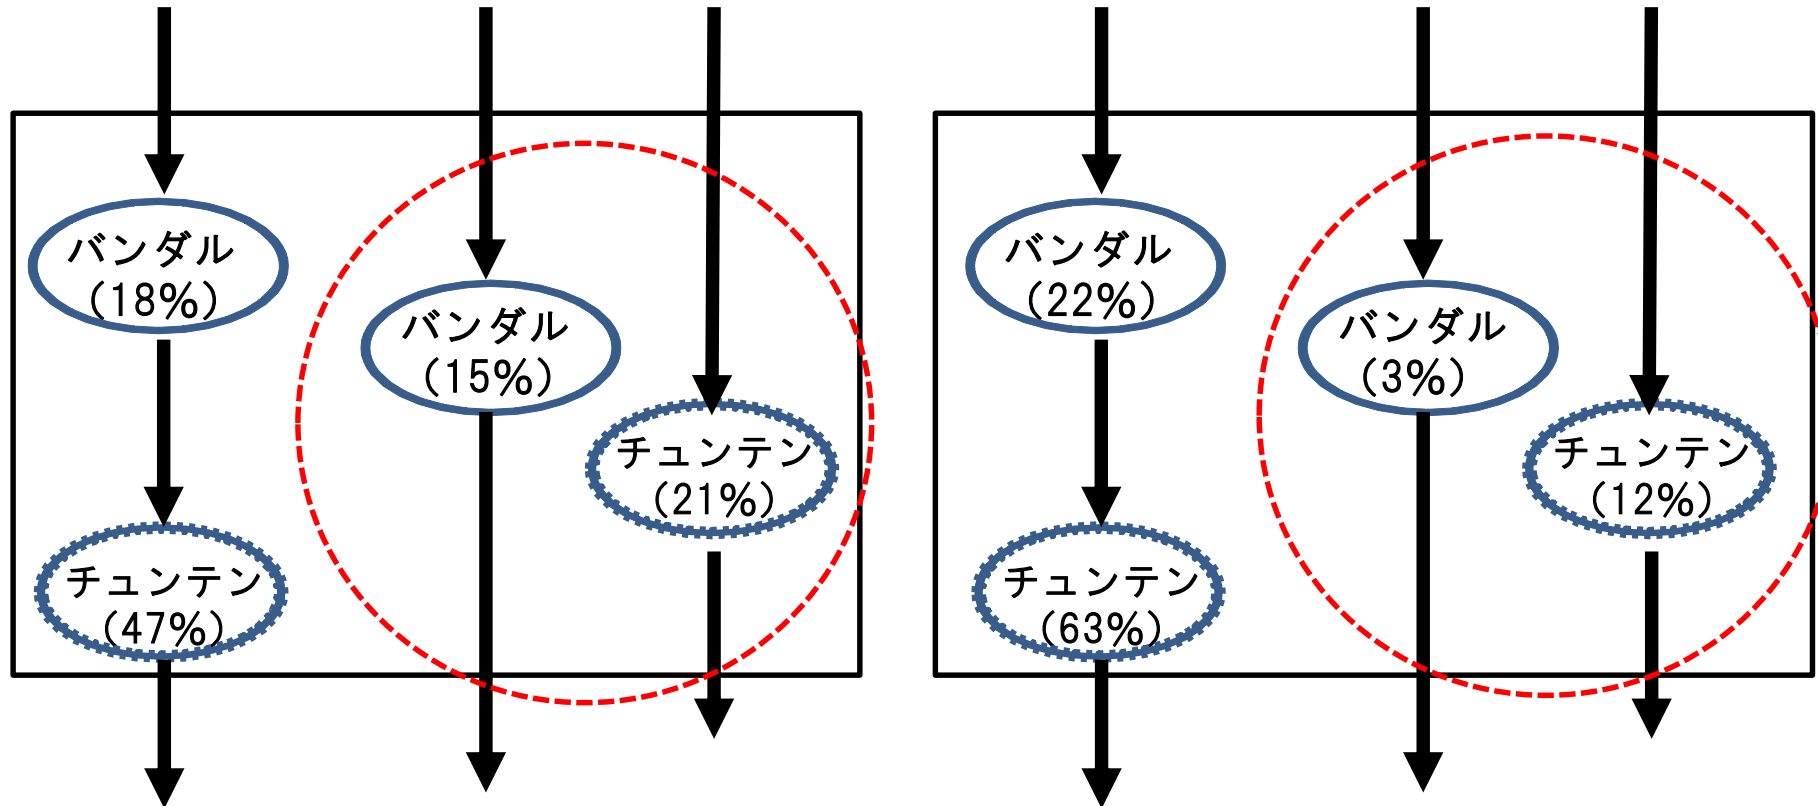 バンダル
(18%)
チュンテン
(47%)
バンダル
(15%)
チュンテン
(21%)
バンダル
(22%)
チュンテン
(63%)
バンダル
(3%)
チュンテン
(12%)